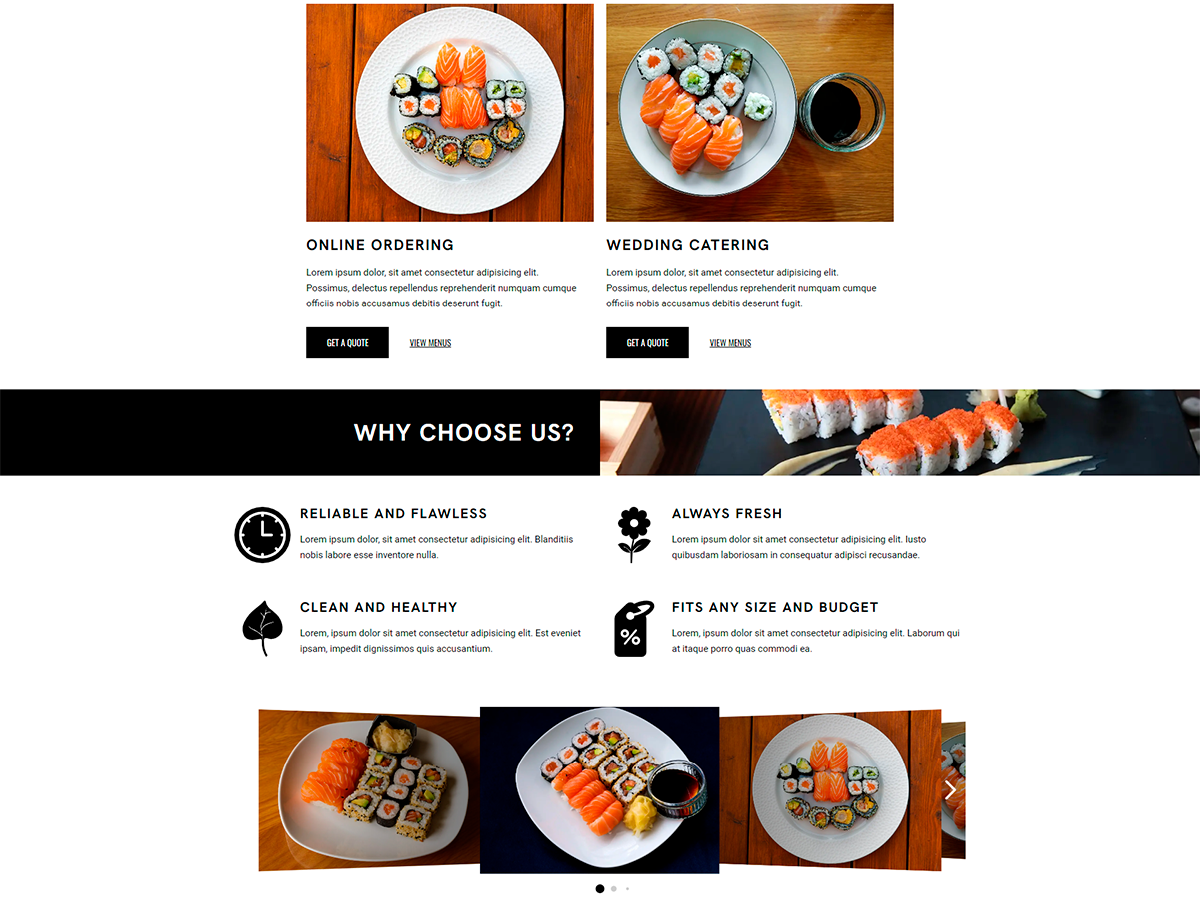 ONLINE ORDERING
Lorem ipsum dolor, sit amet consectetur adipisicing elit.
Possimus, delectus repellendus reprehenderit numquam cumque
officiis nobis accusamus debitis deserunt fugit.
GET A QUOTE
VIEW MENUS
WEDDING CATERING
Lorem ipsum dolor, sit amet consectetur adipisicing elit.
Possimus, delectus repellendus reprehenderit numquam cumque
officiis nobis accusamus debitis deserunt fugit.
GET A QUOTE
VIEW MENUS
WHY CHOOSE US?
RELIABLE AND FLAWLESS
Lorem ipsum dolor, sit amet consectetur adipisicing elit. Blanditiis
nobis labore esse inventore nulla.
ALWAYS FRESH
Lorem ipsum dolor, sit amet consectetur adipisicing elit. Iusto
quibusdam laboriosam in consequatur adipisci recusandae.
CLEAN AND HEALTHY
Lorem, ipsum dolor sit amet consectetur adipisicing elit. Est eveniet
ipsam, impedit dignissimos quis accusantium.
%
FITS ANY SIZE AND BUDGET
Lorem, ipsum dolor sit amet consectetur adipisicing elit. Laborum qui
at itaque porro quas commodi ea.